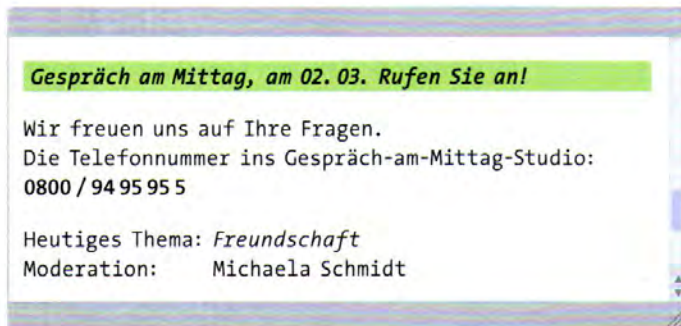 Gespräch am Mittag, am 02. 03. Rufen Sie an!
Wir freuen uns auf Ihre Fragen.
Die Telefonnummer ins Gespräch-am-Mittag-Studio:
0800 / 94 95 95 5
Heutiges Thema: Freundschaft
Moderation: Michaela Schmidt